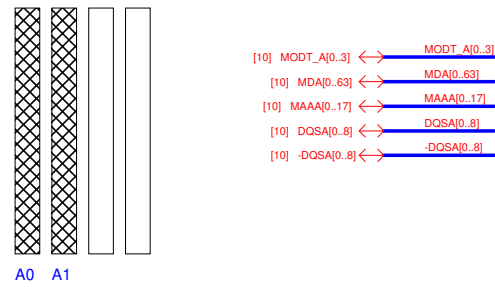 [10] MODT_A[0..3] MODT_A[0..3]
[10] MDA[0..63] MDA[0..63]
[10] MAAA[0..17] MAAA[0..17]
[10] DQSA[0..8] DQSA[0..8]
[10] -DQSA[0..8] -DQSA[0..8]
A0 A1